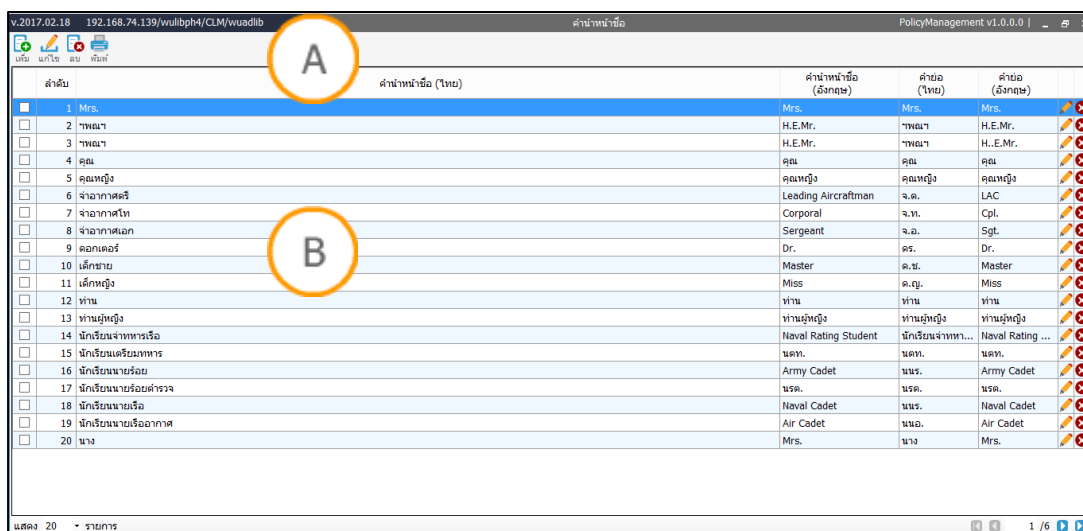 v.2017.02.18 192.168.74.139/wulibph4/CLM/wuadlib คำนำหน้าชื่อ PolicyManagement v1.0.0.0 |
เพิ่ม แก้ไข ลบ พิมพ์
A
ลำดับ คำนำหน้าชื่อ (ไทย) คำนำหน้าชื่อ (อังกฤษ) คำย่อ (ไทย) คำย่อ (อังกฤษ)
1 Mrs. Mrs. Mrs. Mrs.
2 ฯพณฯ H.E.Mr. ฯพณฯ H.E.Mr.
3 ฯพณฯ H.E.Mr. ฯพณฯ H..E.Mr.
4 คุณ คุณ คุณ คุณ
5 คุณหญิง คุณหญิง คุณหญิง คุณหญิง
6 จ่าอากาศตรี Leading Aircraftman จ.ต. LAC
7 จ่าอากาศโท Corporal จ.ท. Cpl.
8 จ่าอากาศเอก Sergeant จ.อ. Sgt.
9 ดอกเตอร์ Dr. ดร. Dr.
B
10 เด็กชาย Master ด.ช. Master
11 เด็กหญิง Miss ด.ญ. Miss
12 ท่าน ท่าน ท่าน ท่าน
13 ท่านผู้หญิง ท่านผู้หญิง ท่านผู้หญิง ท่านผู้หญิง
14 นักเรียนจ่าทหารเรือ Naval Rating Student นักเรียนจ่าทหา... Naval Rating ...
15 นักเรียนเตรียมทหาร นตท. นตท. นตท.
16 นักเรียนนายร้อย Army Cadet นนร. Army Cadet
17 นักเรียนนายร้อยตำรวจ นรต. นรต. นรต.
18 นักเรียนนายเรือ Naval Cadet นนร. Naval Cadet
19 นักเรียนนายเรืออากาศ Air Cadet นนอ. Air Cadet
20 นาง Mrs. นาง Mrs.
แสดง 20 รายการ 1 /6